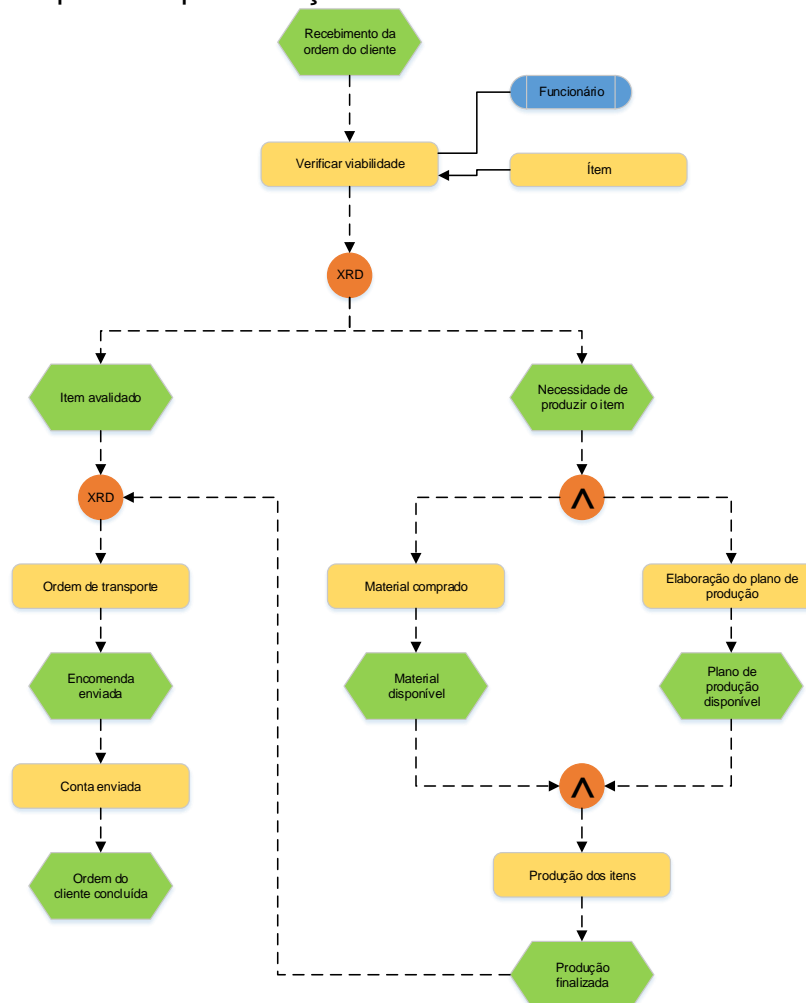 Recebimento da
ordem do cliente
Funcionário
Verificar viabilidade
Ítem
XRD
Item avalidado
Necessidade de
produzir o item
XRD
Λ
Ordem de transporte
Material comprado
Elaboração do plano de
produção
Encomenda
enviada
Material
disponível
Plano de
produção
disponível
Conta enviada
Λ
Ordem do
cliente concluída
Produção dos itens
Produção
finalizada